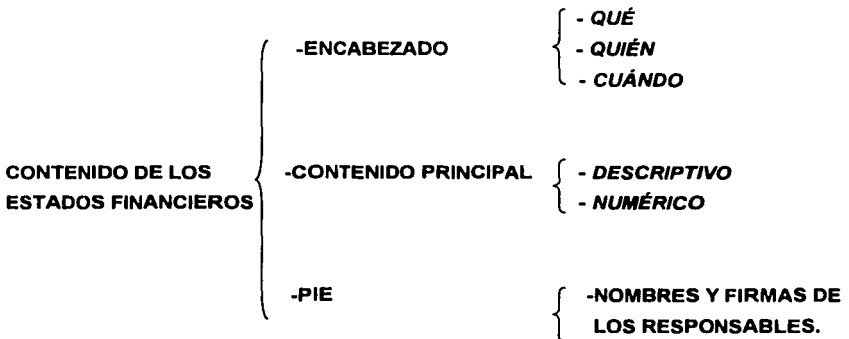 CONTENIDO DE LOS
ESTADOS FINANCIEROS
-ENCABEZADO
- QUÉ
- QUIÉN
- CUÁNDO
-CONTENIDO PRINCIPAL
- DESCRIPTIVO
- NUMÉRICO
-PIE
-NOMBRES Y FIRMAS DE
LOS RESPONSABLES.